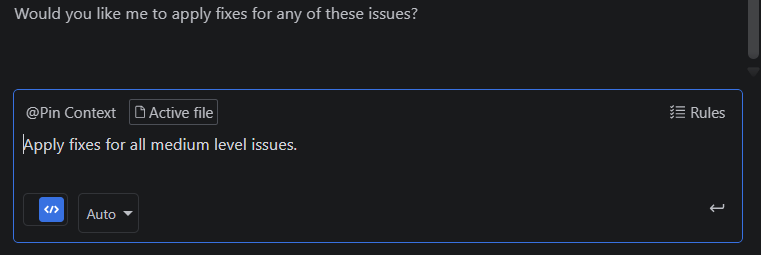 Would you like me to apply fixes for any of these issues?
@Pin Context Active file Rules
Apply fixes for all medium level issues.
</> Auto